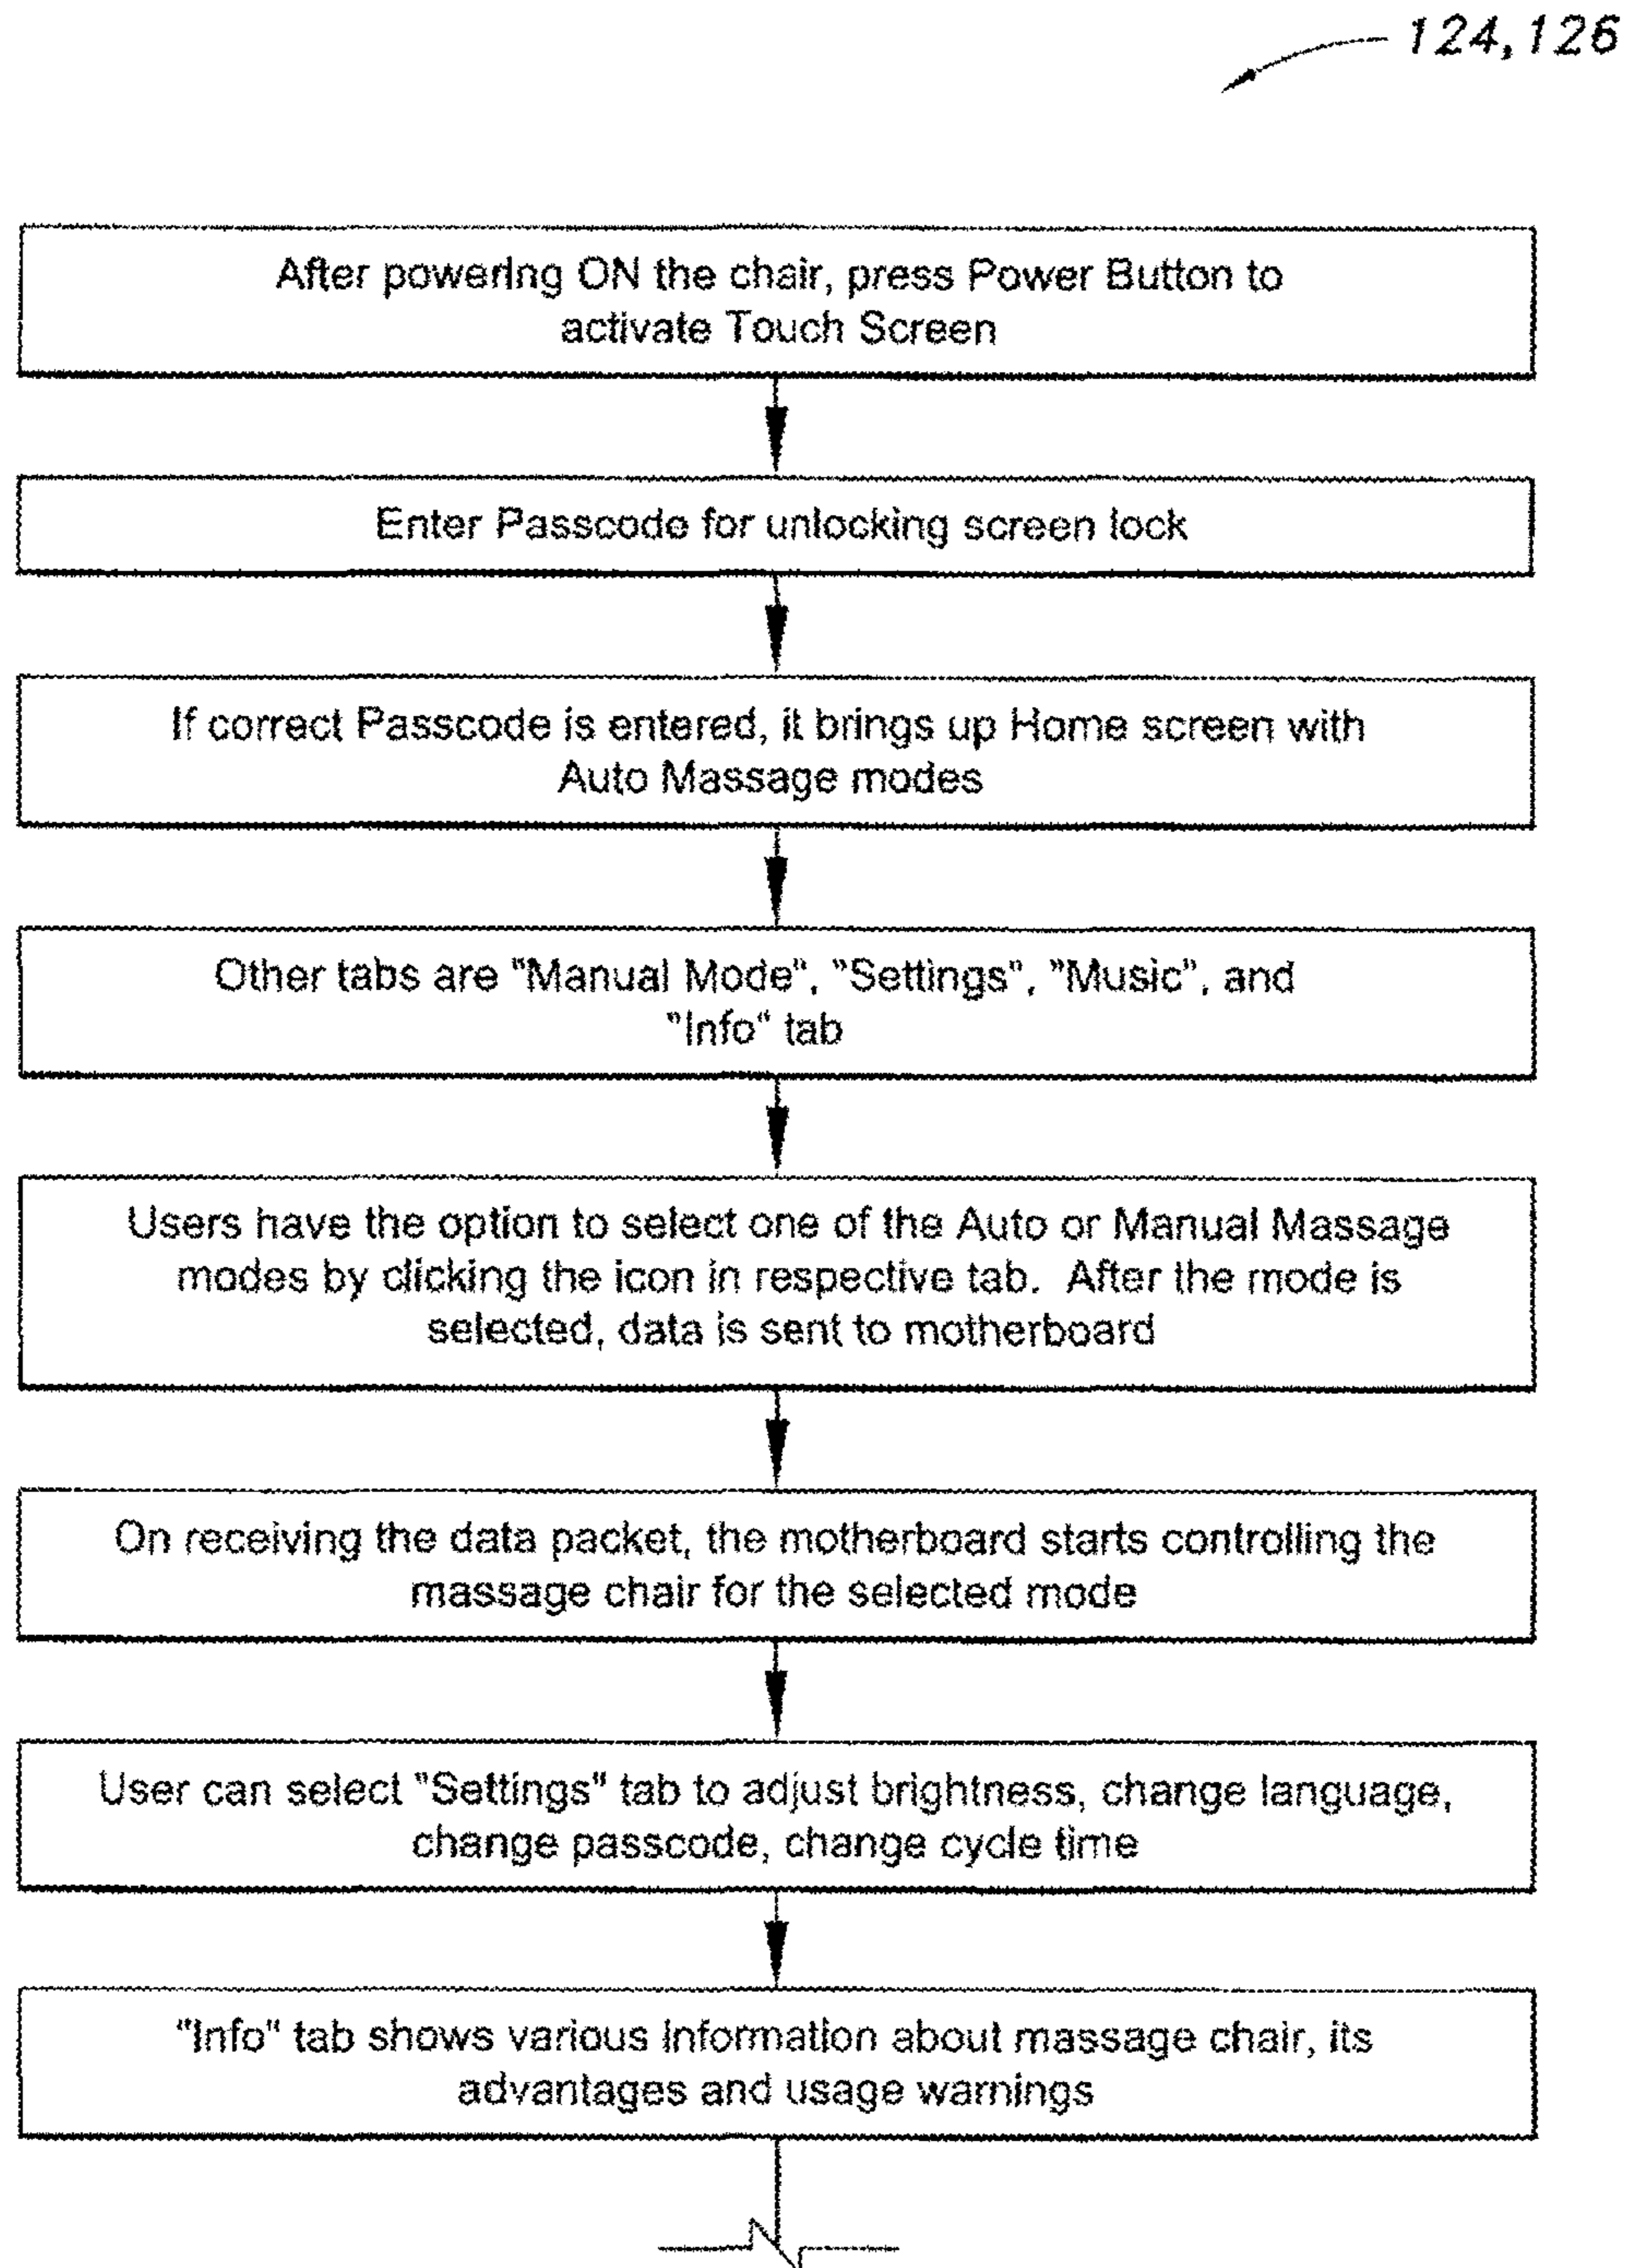 124, 126
After powering ON the chair, press Power Button to
activate Touch Screen
Enter Passcode for unlocking screen lock
If correct Passcode is entered, it brings up Home screen with
Auto Massage modes
Other tabs are "Manual Mode", "Settings", "Music", and
"Info" tab
Users have the option to select one of the Auto or Manual Massage
modes by clicking the icon in respective tab. After the mode is
selected, data is sent to motherboard
On receiving the data packet, the motherboard starts controlling the
massage chair for the selected mode
User can select "Settings" tab to adjust brightness, change language,
change passcode, change cycle time
"Info" tab shows various information about massage chair, its
advantages and usage warnings